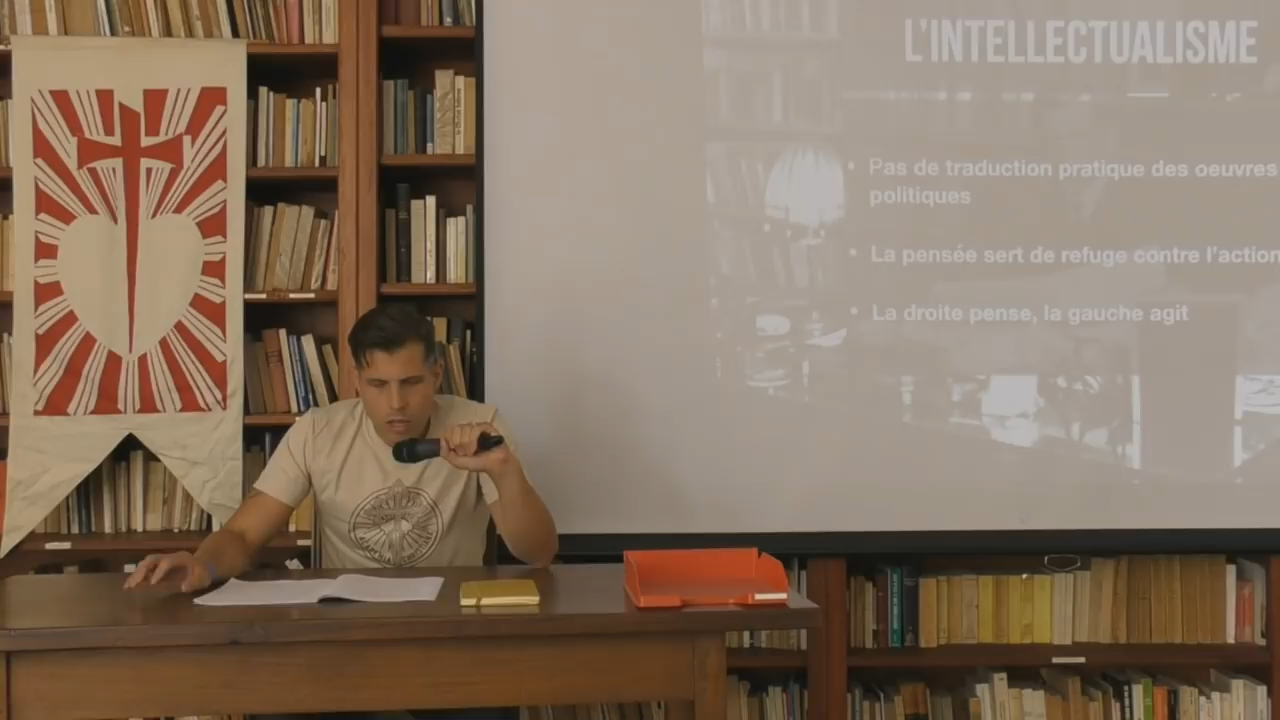 L'INTELLECTUALISME
• Pas de traduction pratique des oeuvres
politiques
• La pensée sert de refuge contre l'action
• La droite pense, la gauche agit